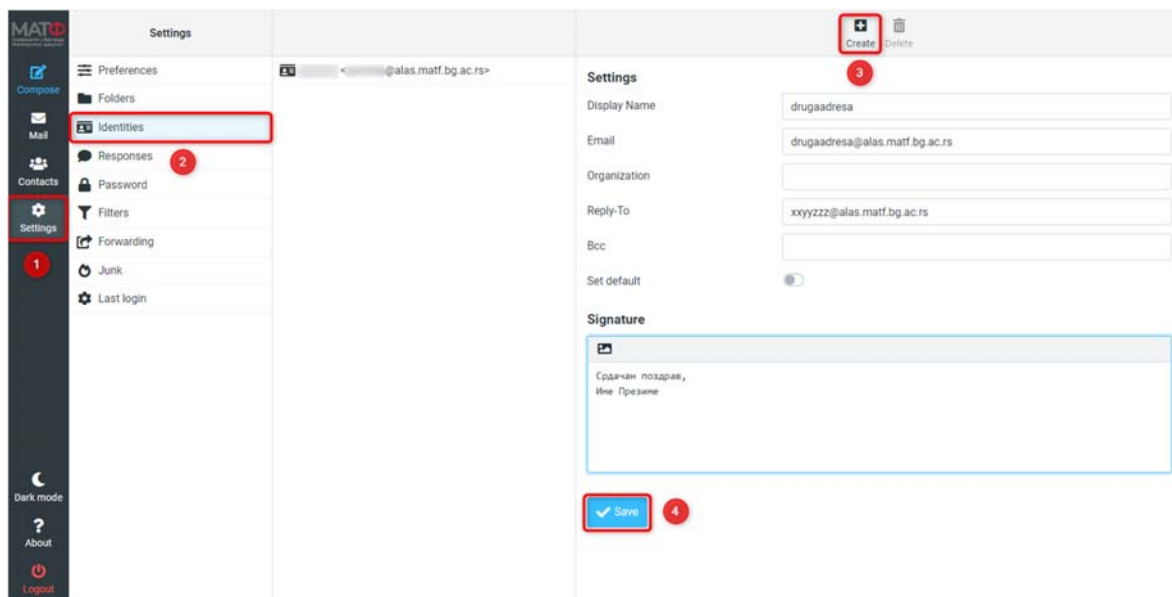 МАТФ
Settings
Create
Delete
3
Compose
Mail
Contacts
Settings
1
Dark mode
About
Logout
Preferences
Folders
Identities
Responses
2
Password
Filters
Forwarding
Junk
Last login
< @alas.matf.bg.ac.rs>
Settings
Display Name drugaadresa
Email drugaadresa@alas.matf.bg.ac.rs
Organization
Reply-To xxyyzzz@alas.matf.bg.ac.rs
Bcc
Set default
Signature
Срдачан поздрав,
Име Презиме
Save
4